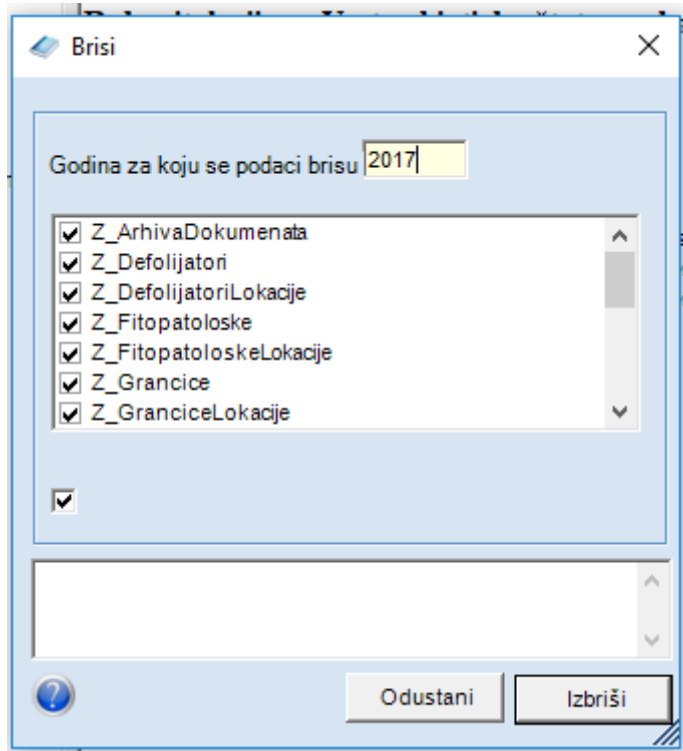 Brisi
Godina za koju se podaci brisu 2017
Z_ArhivaDokumenata
Z_Defolijatori
Z_DefolijatoriLokacije
Z_Fitopatoloske
Z_FitopatoloskeLokacije
Z_Grancice
Z_GranciceLokacije
Odustani Izbriši